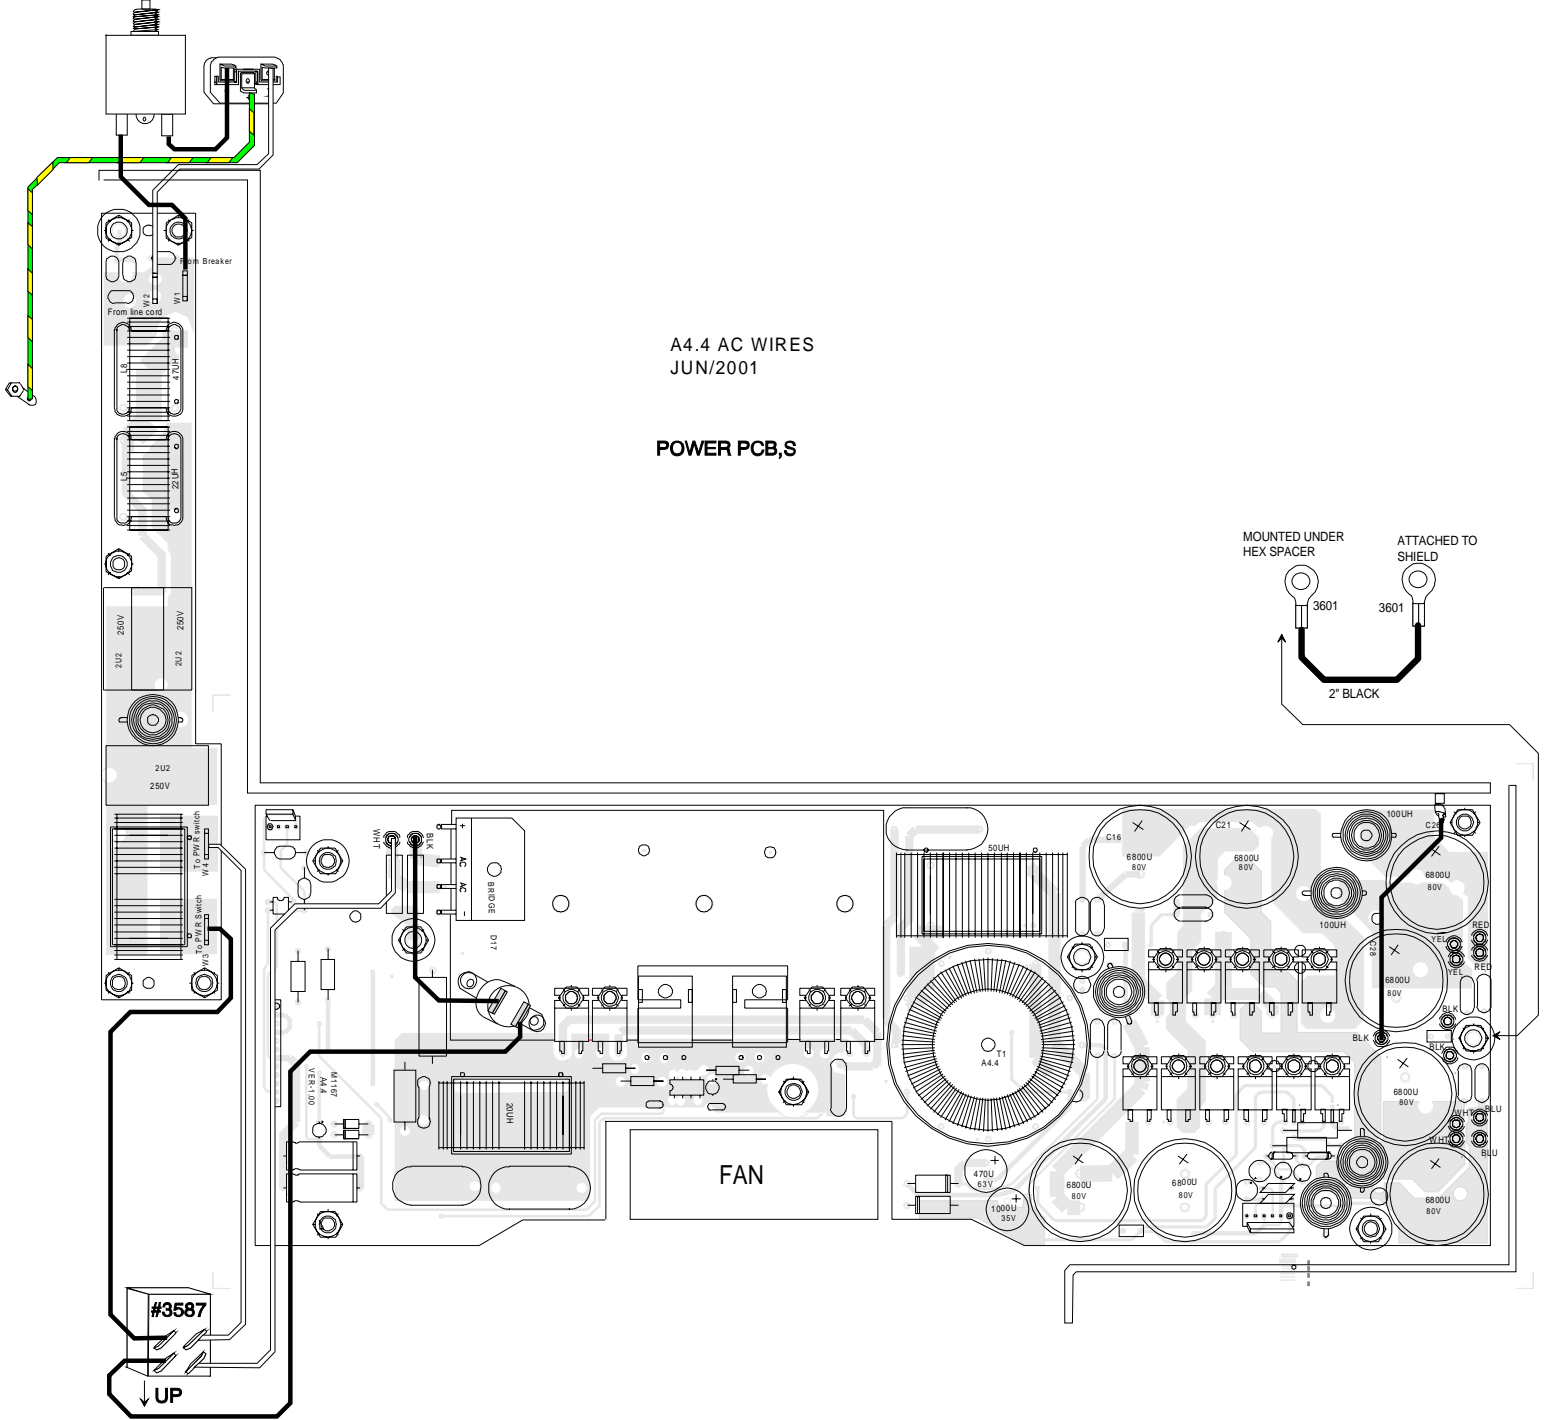 From Breaker
W2
W1
From line cord
L8
47UH
L5
22UH
A4.4 AC WIRES
JUN/2001
POWER PCB,S
MOUNTED UNDER
HEX SPACER
ATTACHED TO
SHIELD
3601
3601
2" BLACK
250V
250V
2U2
2U2
2U2
250V
To PWR switch
W4
To PWR Switch
W3
WHT
BLK
+
AC
AC
-
BRIDGE
D17
50UH
C16
6800U
80V
C21
6800U
80V
100UH
C26
6800U
80V
100UH
C28
6800U
80V
YEL
RED
YEL
RED
BLK
BLK
BLK
T1
A4.4
M1167
A4.4
VER-1.00
20UH
FAN
470U
63V
1000U
35V
6800U
80V
6800U
80V
6800U
80V
WHT
BLU
WHT
BLU
6800U
80V
#3587
UP